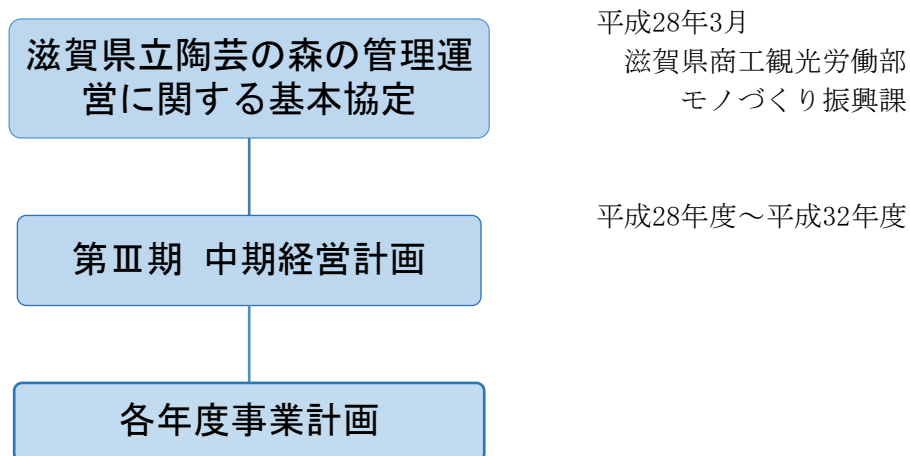 滋賀県立陶芸の森の管理運
営に関する基本協定
平成28年3月
滋賀県商工観光労働部
モノづくり振興課
第Ⅲ期 中期経営計画
平成28年度～平成32年度
各年度事業計画